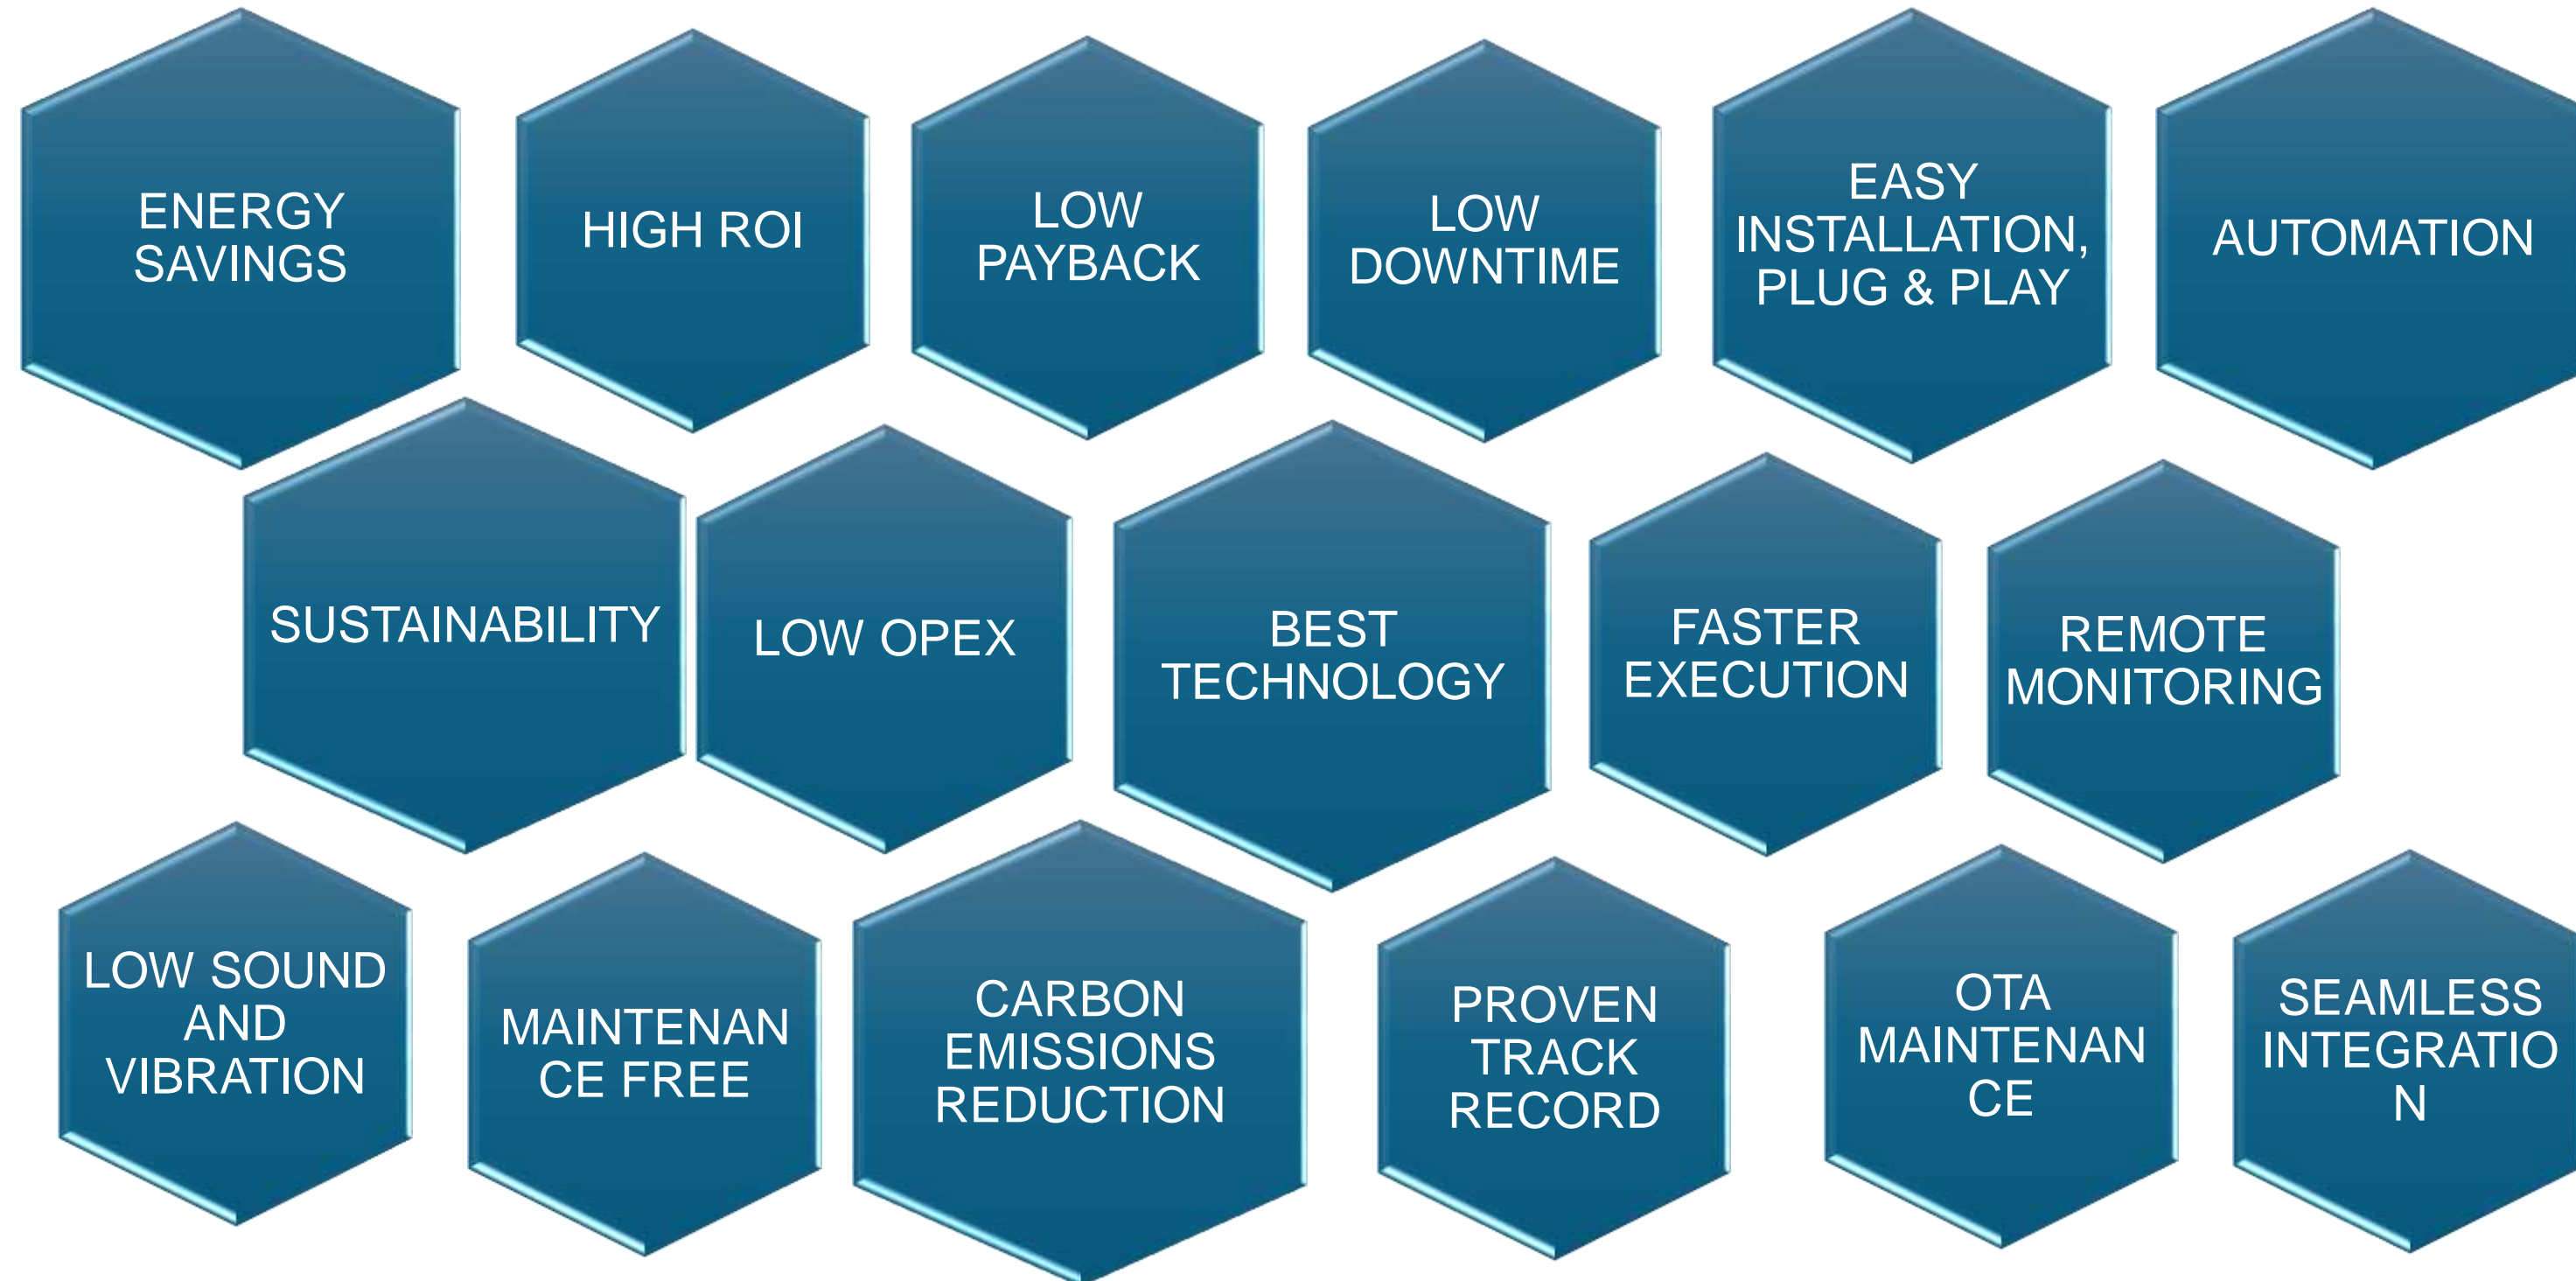 ENERGY
SAVINGS
HIGH ROI
LOW
PAYBACK
LOW
DOWNTIME
EASY
INSTALLATION,
PLUG & PLAY
AUTOMATION
SUSTAINABILITY
LOW OPEX
BEST
TECHNOLOGY
FASTER
EXECUTION
REMOTE
MONITORING
LOW SOUND
AND
VIBRATION
MAINTENAN
CE FREE
CARBON
EMISSIONS
REDUCTION
PROVEN
TRACK
RECORD
OTA
MAINTENAN
CE
SEAMLESS
INTEGRATIO
N